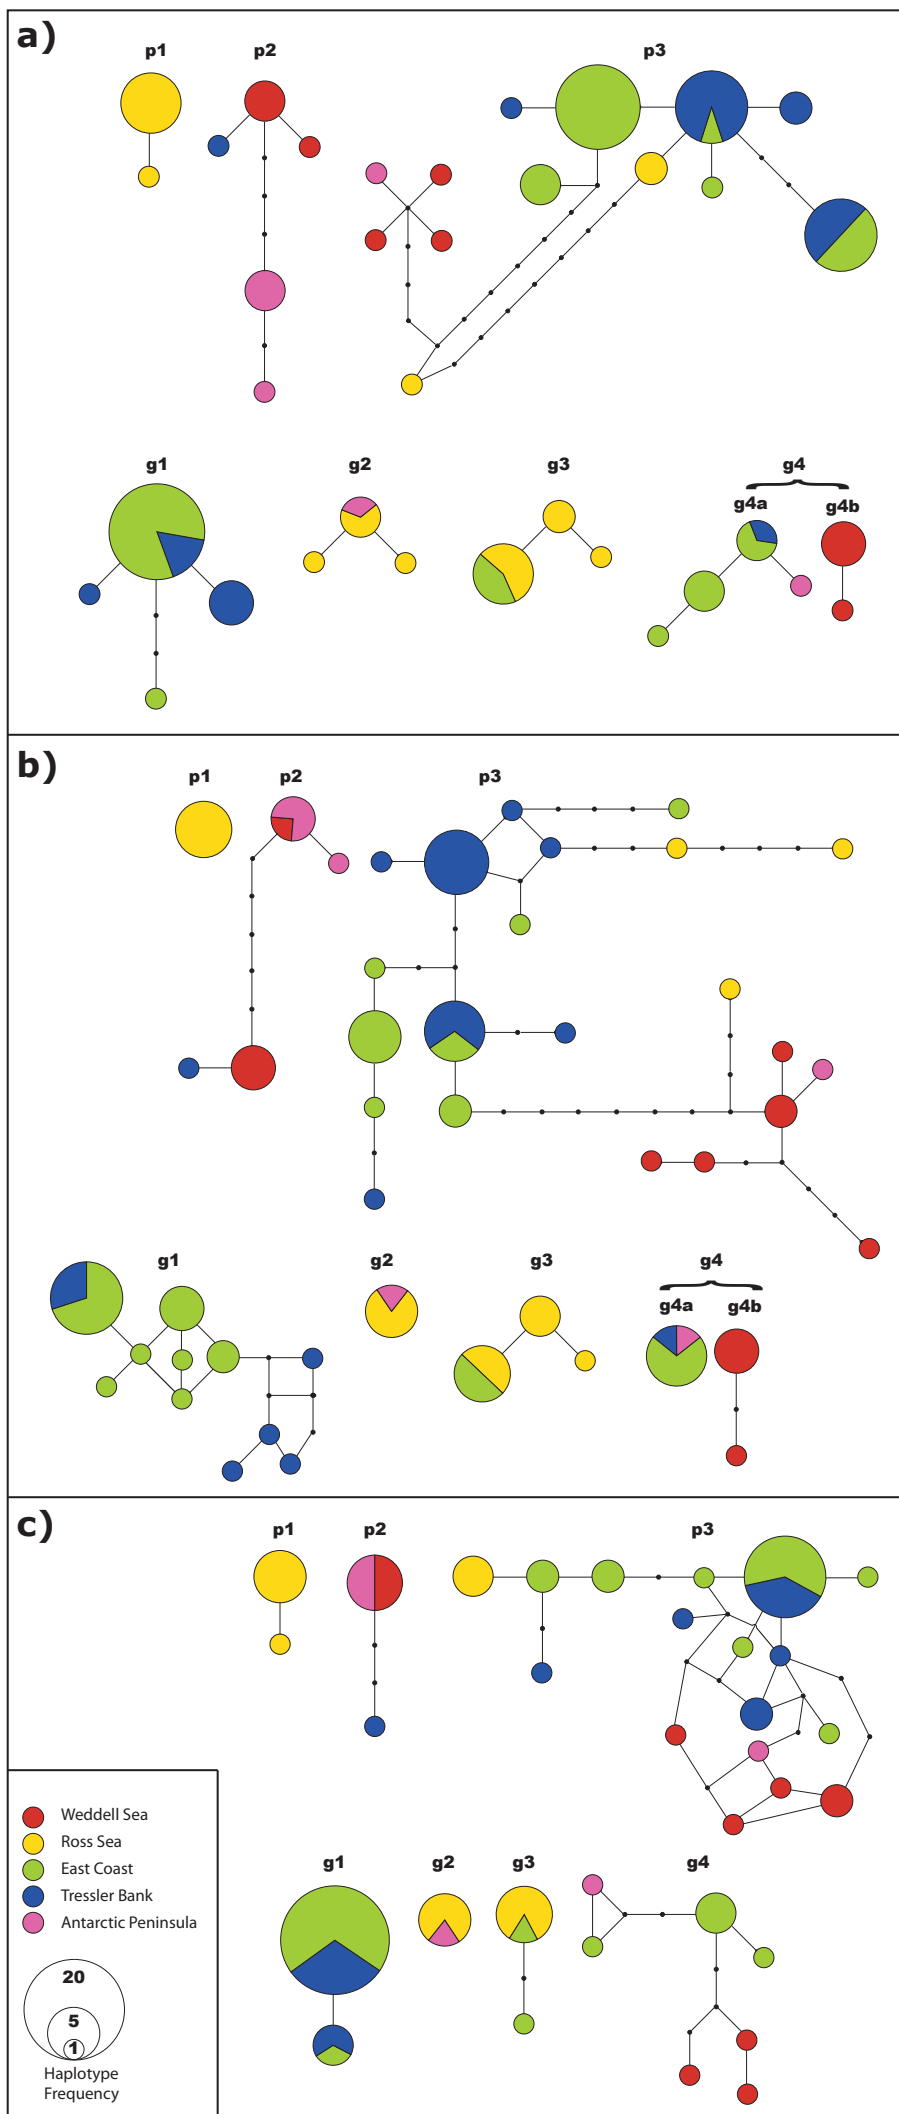 a)
p1
p2
p3
g1
g2
g3
g4
g4a
g4b
b)
p1
p2
p3
g1
g2
g3
g4
g4a
g4b
c)
p1
p2
p3
Weddell Sea
Ross Sea
East Coast
Tressler Bank
Antarctic Peninsula
20
5
1
Haplotype
Frequency
g1
g2
g3
g4